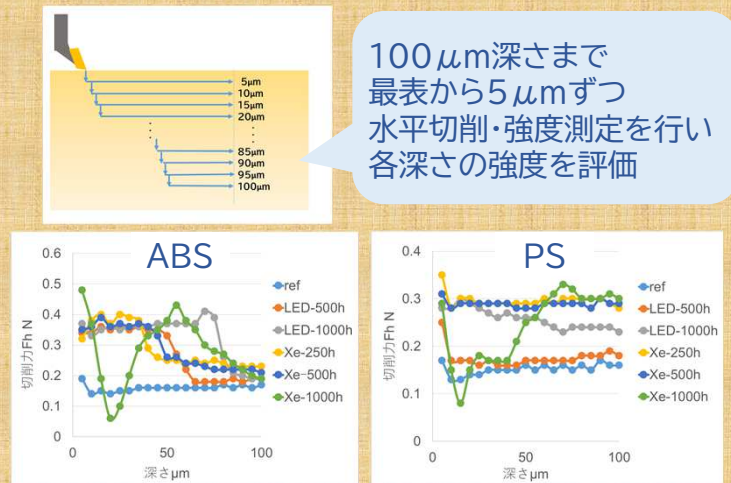 5μm
10μm
15μm
20μm
85μm
90μm
95μm
100μm
100μm深さまで
最表から5μmずつ
水平切削・強度測定を行い
各深さの強度を評価
ABS
切削力Fh N
0.6
0.5
0.4
0.3
0.2
0.1
0
0
50
100
深さμm
ref
LED-500h
LED-1000h
Xe-250h
Xe-500h
Xe-1000h
PS
切削力Fh N
0.4
0.3
0.2
0.1
0
0
50
100
深さμm
ref
LED-500h
LED-1000h
Xe-250h
Xe-500h
Xe-1000h